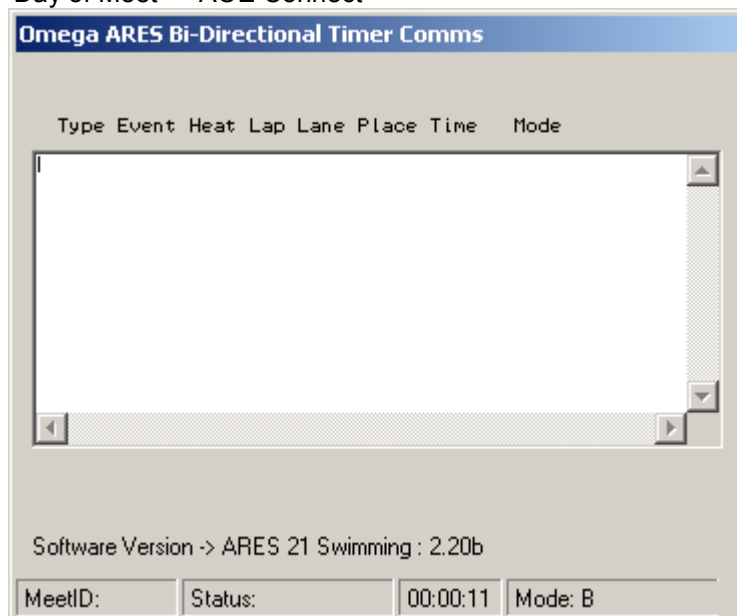 Omega ARES Bi-Directional Timer Comms
Type Event Heat Lap Lane Place Time Mode
Software Version -> ARES 21 Swimming : 2.20b
MeetID: Status: 00:00:11 Mode: B